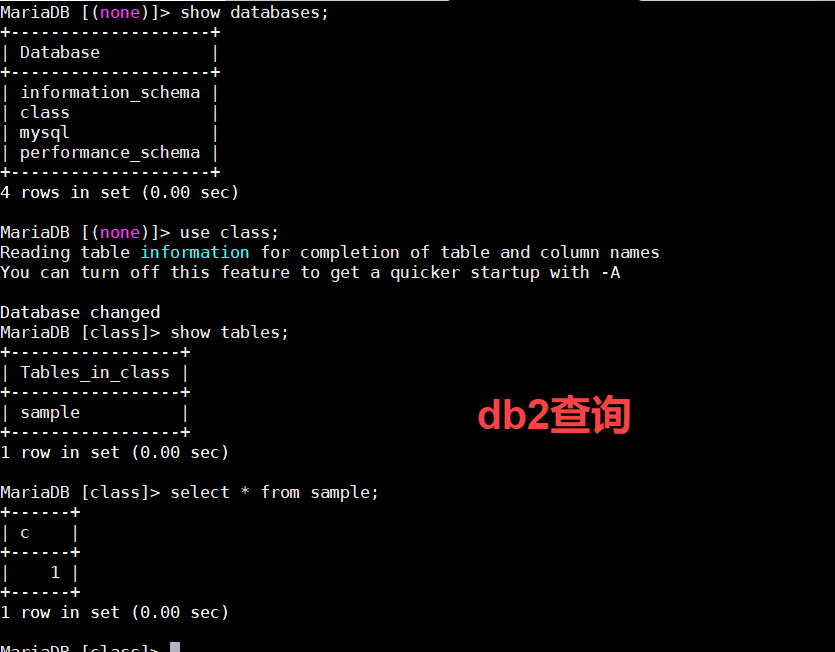 MariaDB [(none)]> show databases;
+--------------------+
| Database           |
+--------------------+
| information_schema |
| class              |
| mysql              |
| performance_schema |
+--------------------+
4 rows in set (0.00 sec)
MariaDB [(none)]> use class;
Reading table information for completion of table and column names
You can turn off this feature to get a quicker startup with -A
Database changed
MariaDB [class]> show tables;
+-----------------+
| Tables_in_class |
+-----------------+
| sample          |
+-----------------+
1 row in set (0.00 sec)
db2查询
MariaDB [class]> select * from sample;
+------+
| c    |
+------+
|    1 |
+------+
1 row in set (0.00 sec)
MariaDB [class]>